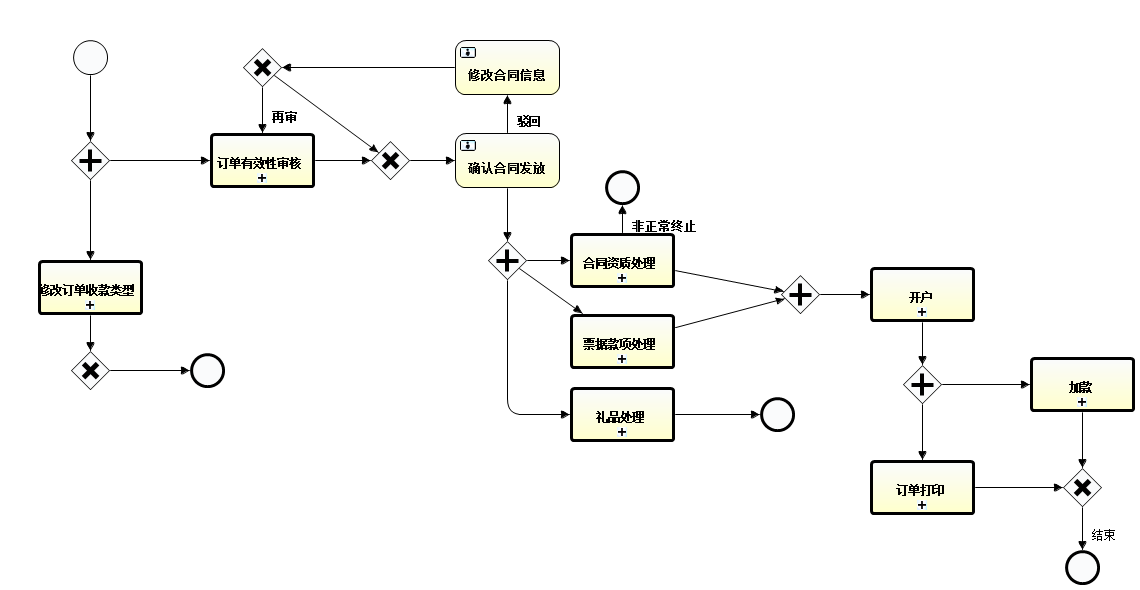 修改合同信息
再审
驳回
订单有效性审核
确认合同发放
非正常终止
合同资质处理
修改订单收款类型
开户
票据款项处理
加款
礼品处理
订单打印
结束